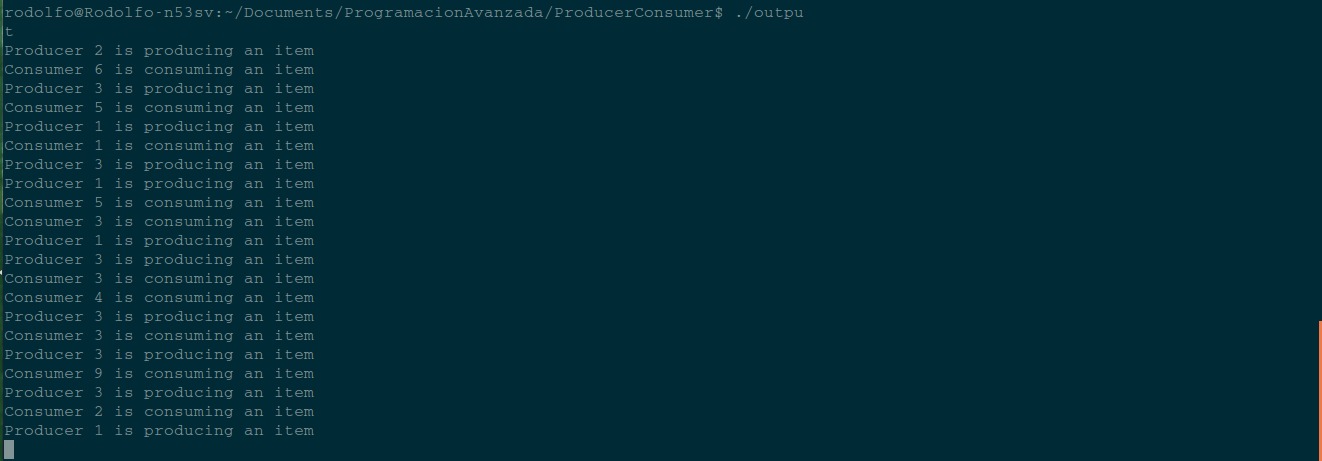 rodolfo@Rodolfo-n53sv:~/Documents/ProgramacionAvanzada/ProducerConsumer$ ./outpu
t
Producer 2 is producing an item
Consumer 6 is consuming an item
Producer 3 is producing an item
Consumer 5 is consuming an item
Producer 1 is producing an item
Consumer 1 is consuming an item
Producer 3 is producing an item
Producer 1 is producing an item
Consumer 5 is consuming an item
Consumer 3 is consuming an item
Producer 1 is producing an item
Producer 3 is producing an item
Consumer 3 is consuming an item
Consumer 4 is consuming an item
Producer 3 is producing an item
Consumer 3 is consuming an item
Producer 3 is producing an item
Consumer 9 is consuming an item
Producer 3 is producing an item
Consumer 2 is consuming an item
Producer 1 is producing an item